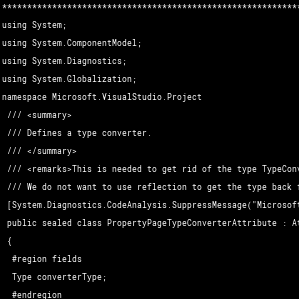 ************************************************************
using System;
using System.ComponentModel;
using System.Diagnostics;
using System.Globalization;
namespace Microsoft.VisualStudio.Project
/// <summary>
/// Defines a type converter.
/// </summary>
/// <remarks>This is needed to get rid of the type TypeConv
/// We do not want to use reflection to get the type back
[System.Diagnostics.CodeAnalysis.SuppressMessage("Microsoft
public sealed class PropertyPageTypeConverterAttribute : At
{
#region fields
Type converterType;
#endregion